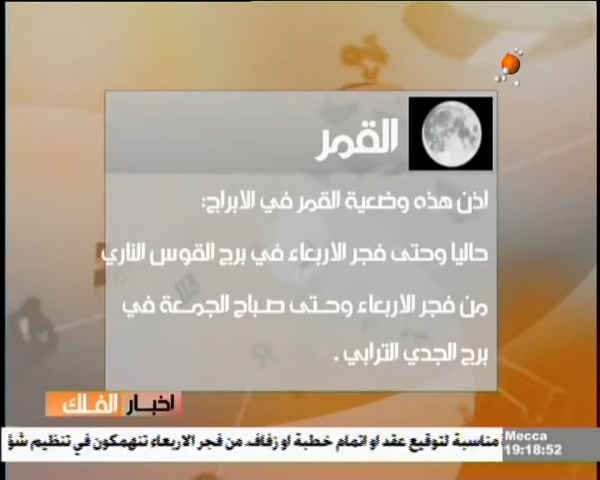 القمر
اذن هذه وضعية القمر في الابراج:
حاليا وحتى فجر الاربعاء في برج القوس الناري
من فجر الاربعاء وحتى صباح الجمعة في
برج الجدي الترابي .
اخبار الفلك
مناسبة لتوقيع عقد او اتمام خطبة او زفاف من فجر الاربعاء تنهمكون في تنظيم شؤ
Mecca
19:18:52